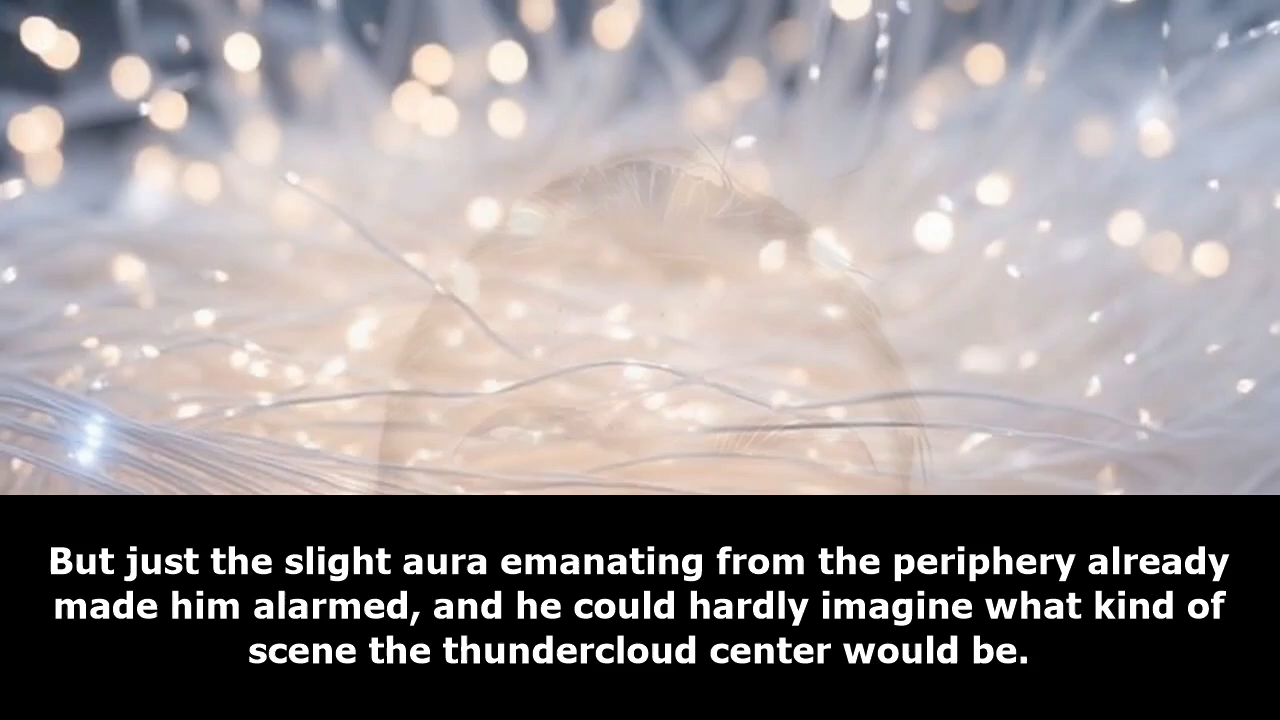 But just the slight aura emanating from the periphery already
made him alarmed, and he could hardly imagine what kind of
scene the thundercloud center would be.